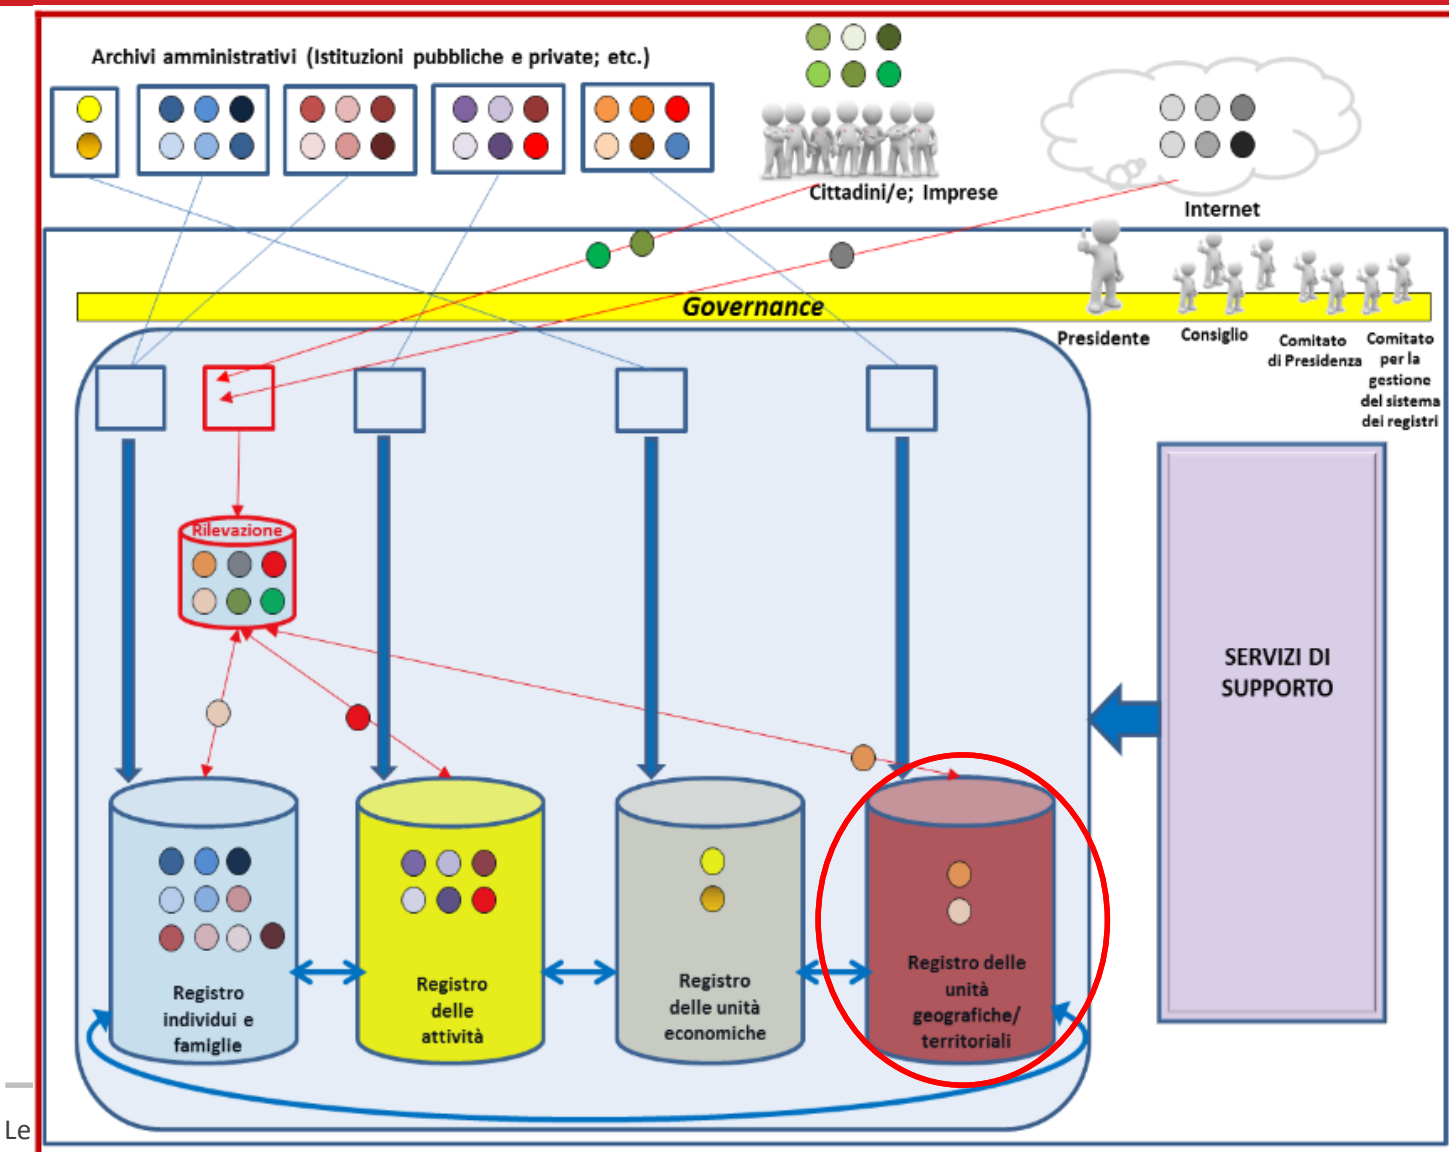 Archivi amministrativi (Istituzioni pubbliche e private; etc.)
Cittadini/e; Imprese
Internet
Governance
Presidente
Consiglio
Comitato
di Presidenza
Comitato
per la
gestione
del sistema
dei registri
Rilevazione
SERVIZI DI
SUPPORTO
Registro
individui e
famiglie
Registro
delle
attività
Registro
delle unità
economiche
Registro delle
unità
geografiche/
territoriali
Le